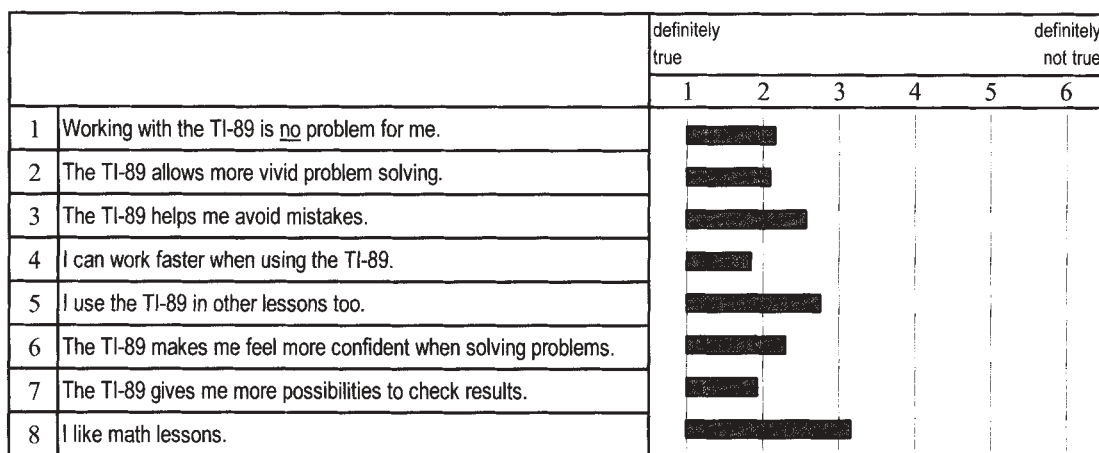 definitely definitely
true not true
1 2 3 4 5 6
1 Working with the TI-89 is no problem for me.
2 The TI-89 allows more vivid problem solving.
3 The TI-89 helps me avoid mistakes.
4 I can work faster when using the TI-89.
5 I use the TI-89 in other lessons too.
6 The TI-89 makes me feel more confident when solving problems.
7 The TI-89 gives me more possibilities to check results.
8 I like math lessons.